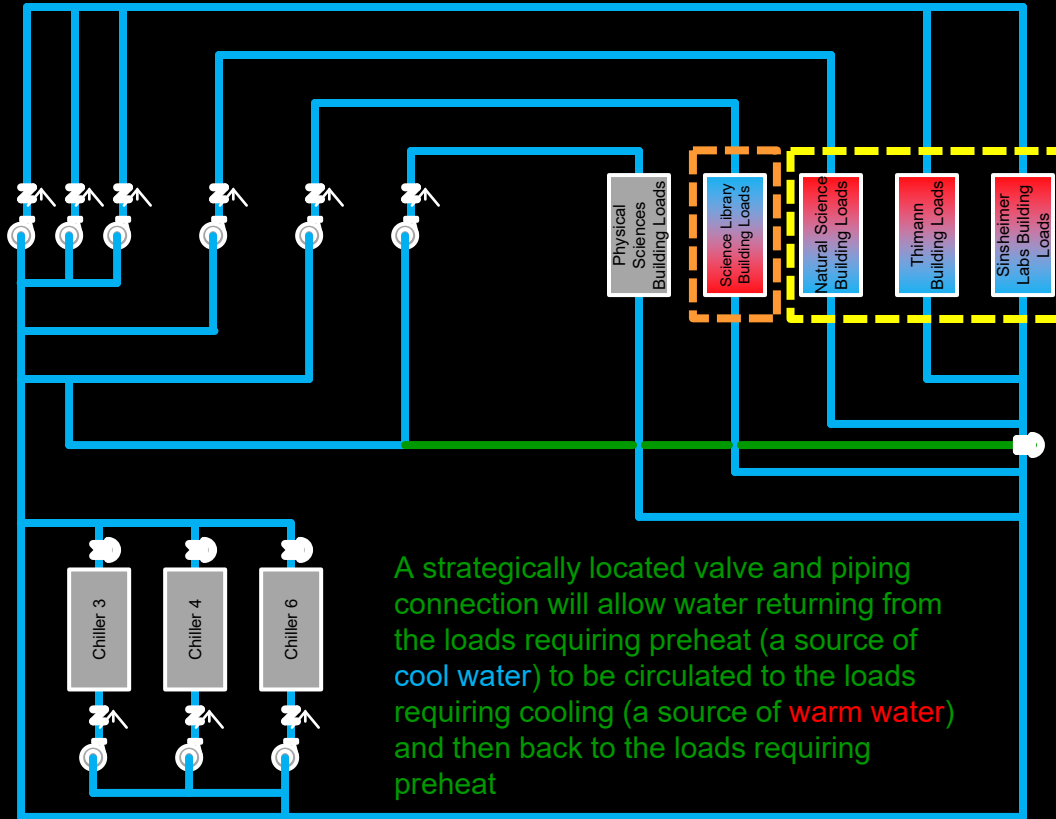 Physical
Sciences
Building Loads
Science Library
Building Loads
Natural Science
Building Loads
Thimann
Building Loads
Sinsheimer
Labs Building
Loads
Chiller 3
Chiller 4
Chiller 6
A strategically located valve and piping
connection will allow water returning from
the loads requiring preheat (a source of
cool water) to be circulated to the loads
requiring cooling (a source of warm water)
and then back to the loads requiring
preheat